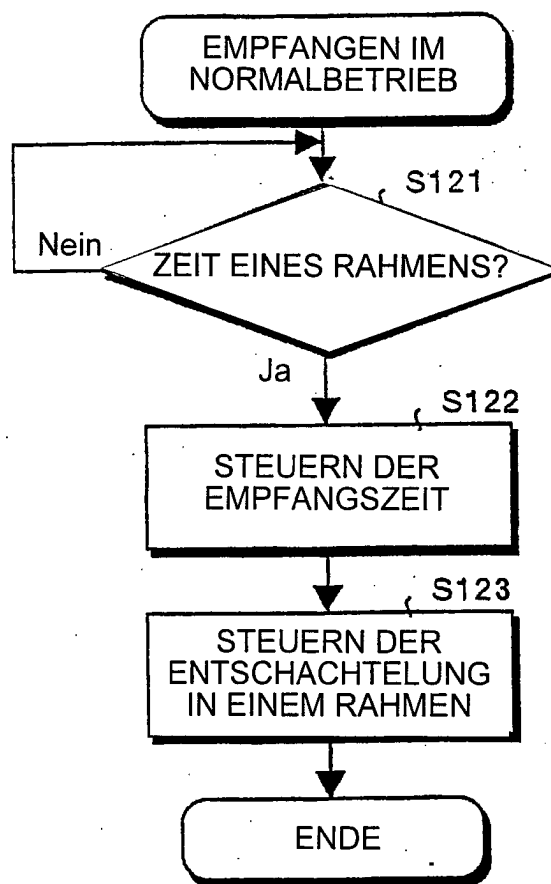 EMPFANGEN IM
NORMALBETRIEB
S121
Nein
ZEIT EINES RAHMENS?
Ja
S122
STEUERN DER
EMPFANGSZEIT
S123
STEUERN DER
ENTSCHACHTELUNG
IN EINEM RAHMEN
ENDE